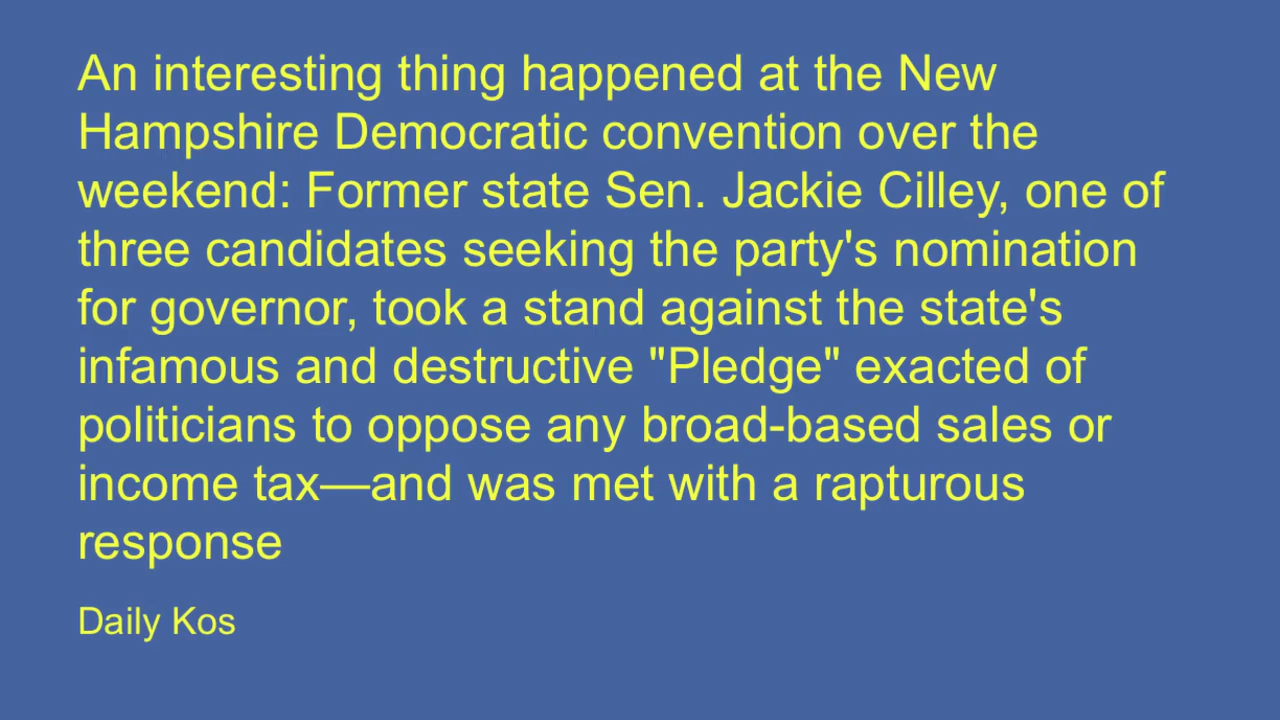 An interesting thing happened at the New
Hampshire Democratic convention over the
weekend: Former state Sen. Jackie Cilley, one of
three candidates seeking the party's nomination
for governor, took a stand against the state's
infamous and destructive "Pledge" exacted of
politicians to oppose any broad-based sales or
income tax—and was met with a rapturous
response
Daily Kos